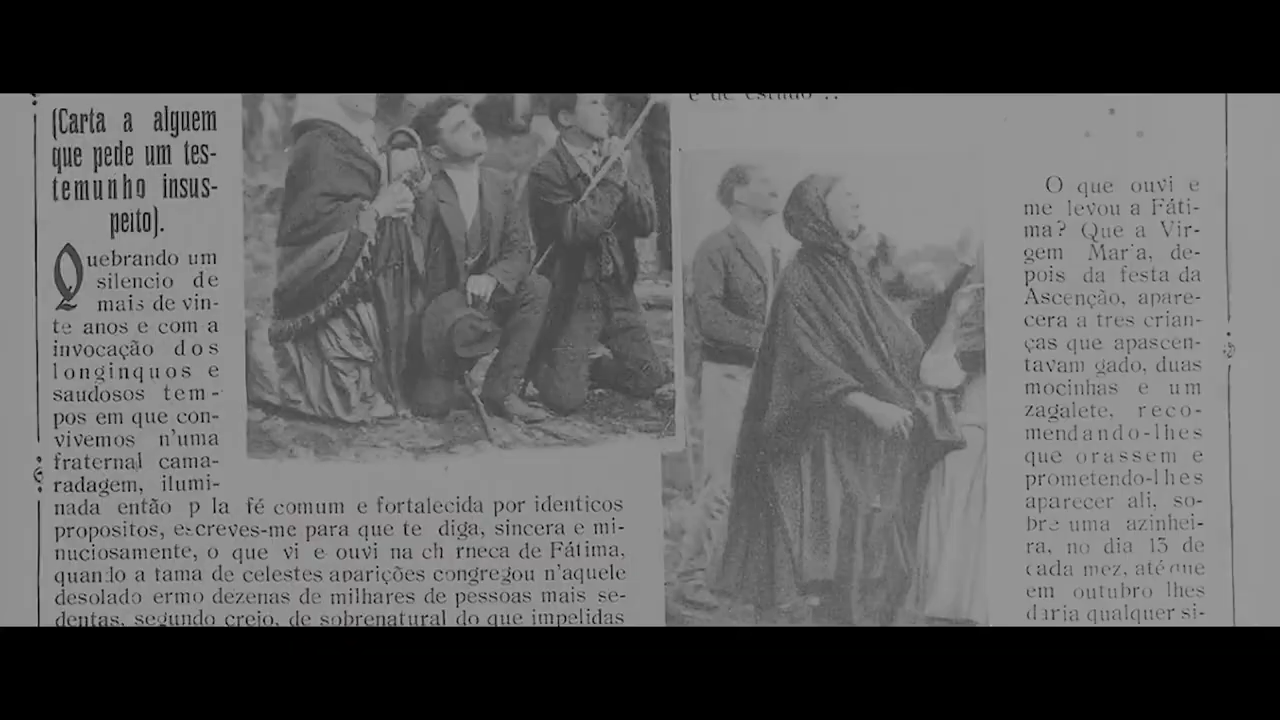 (Carta a alguem
que pede um tes-
temunho insus-
peito).
Quebrando um
silencio de
mais de vin-
te anos e com a
invocação dos
longinquos e
saudosos tem-
pos em que con-
vivemos n'uma
fraternal cama-
radagem, ilumi-
nada então p la fé comum e fortalecida por identicos
propositos, escreves-me para que te diga, sincera e mi-
nuciosamente, o que vi e ouvi na ch rneca de Fátima,
quando a fama de celestes aparições congregou n'aquele
desolado ermo dezenas de milhares de pessoas mais se-
dentas, segundo creio, de sobrenatural do que impelidas
e de estudo ..
O que ouvi e
me levou a Fáti-
ma? Que a Vir-
gem Maria, de-
pois da festa da
Ascenção, apare-
cera a tres crian-
ças que apascen-
tavam gado, duas
mocinhas e um
zagalete, reco-
mendando-lhes
que orassem e
prometendo-lhes
aparecer ali, so-
bre uma azinhei-
ra, no dia 13 de
cada mez, até que
em outubro lhes
daria qualquer si-